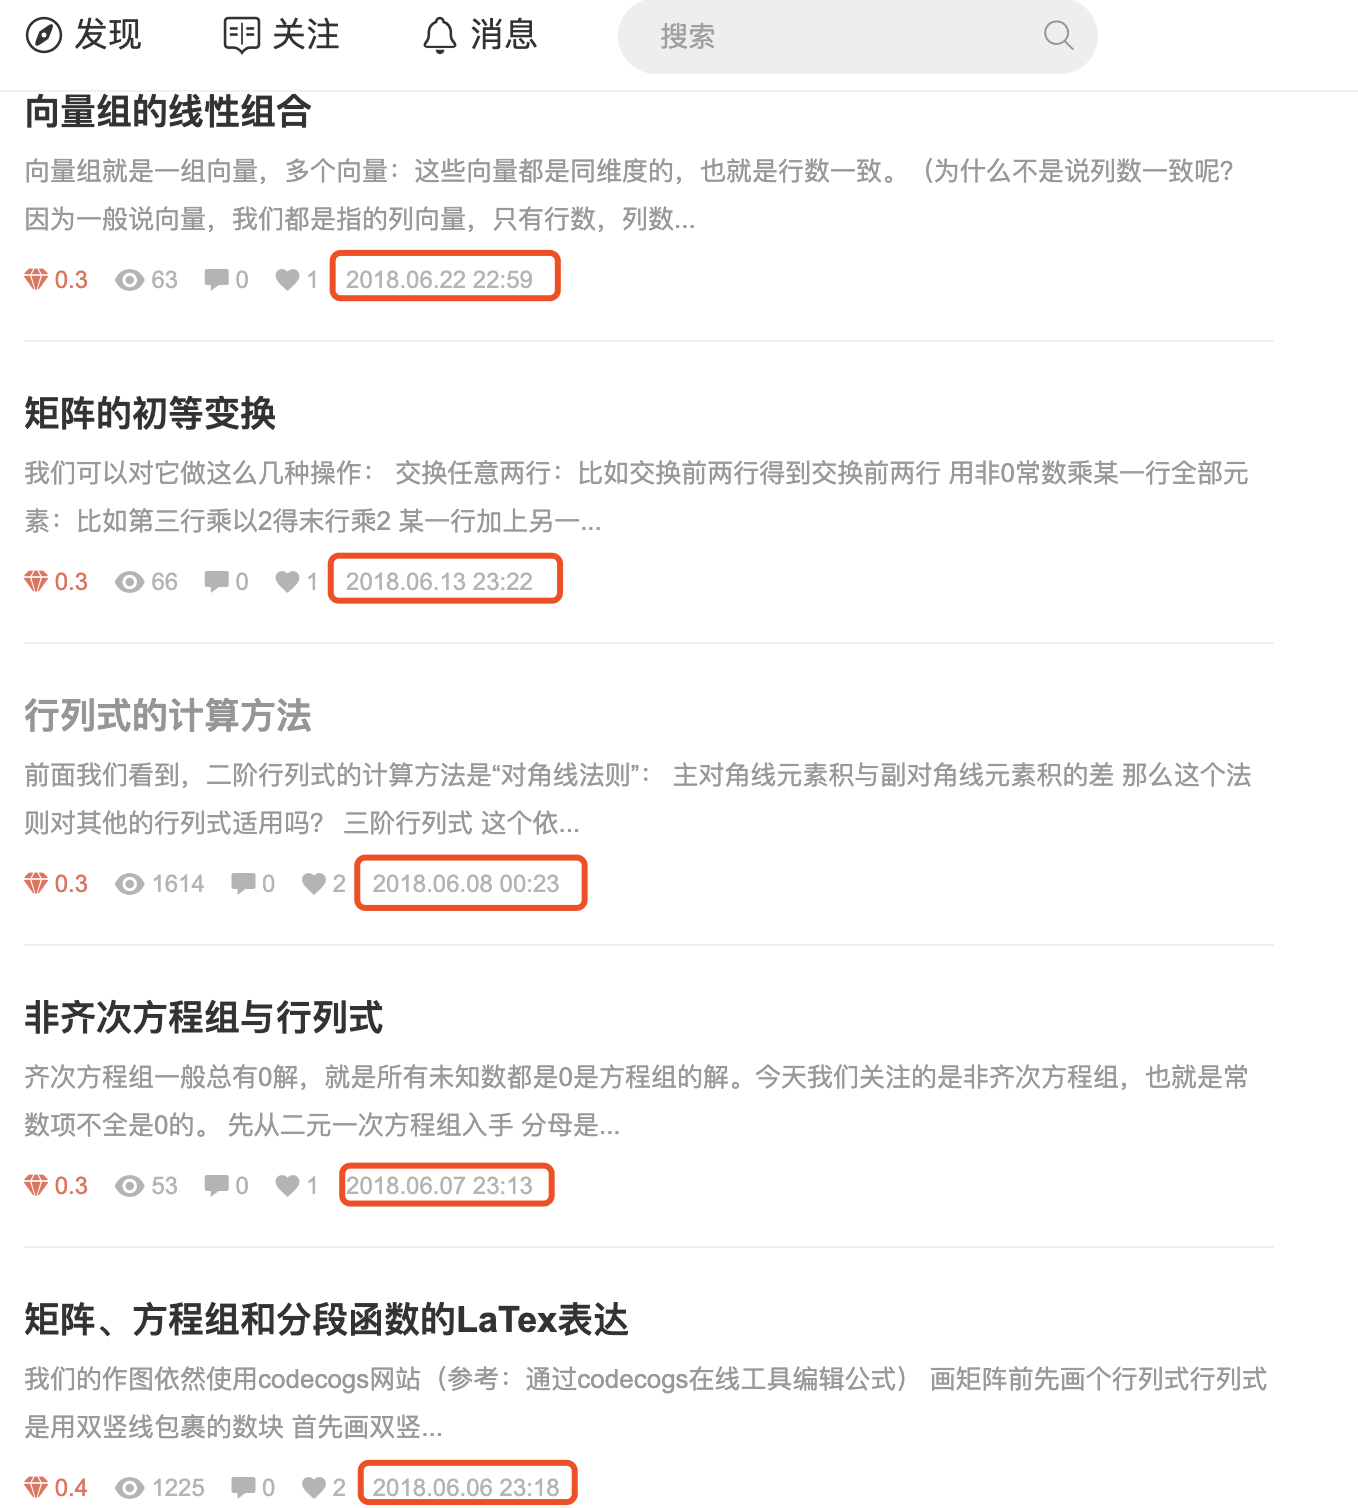 发现 关注 消息 搜索
向量组的线性组合
向量组就是一组向量，多个向量：这些向量都是同维度的，也就是行数一致。（为什么不是说列数一致呢?
因为一般说向量，我们都是指的列向量，只有行数，列数...
0.3 63 0 1 2018.06.22 22:59
矩阵的初等变换
我们可以对它做这么几种操作： 交换任意两行：比如交换前两行得到交换前两行 用非0常数乘某一行全部元
素：比如第三行乘以2得末行乘2 某一行加上另一...
0.3 66 0 1 2018.06.13 23:22
行列式的计算方法
前面我们看到，二阶行列式的计算方法是“对角线法则”： 主对角线元素积与副对角线元素积的差 那么这个法
则对其他的行列式适用吗？ 三阶行列式 这个依...
0.3 1614 0 2 2018.06.08 00:23
非齐次方程组与行列式
齐次方程组一般总有0解，就是所有未知数都是0是方程组的解。今天我们关注的是非齐次方程组，也就是常
数项不全是0的。 先从二元一次方程组入手 分母是...
0.3 53 0 1 2018.06.07 23:13
矩阵、方程组和分段函数的LaTex表达
我们的作图依然使用codecogs网站（参考：通过codecogs在线工具编辑公式） 画矩阵前先画个行列式行列式
是用双竖线包裹的数块 首先画双竖...
0.4 1225 0 2 2018.06.06 23:18